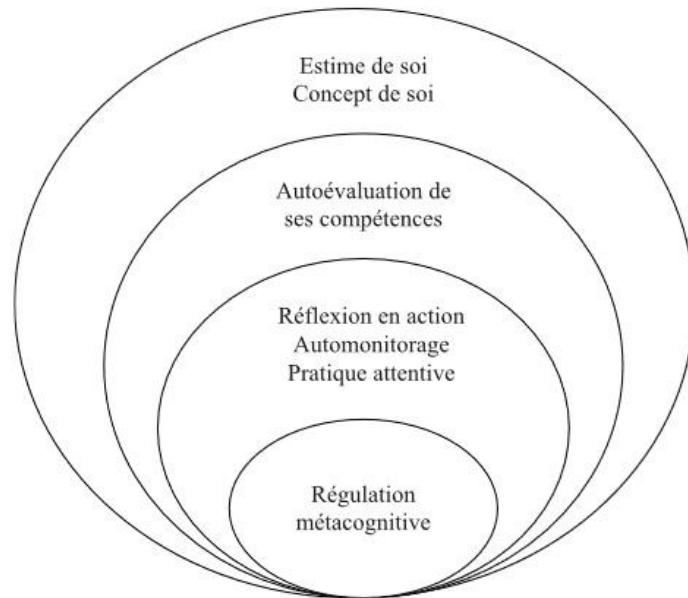 Estime de soi
Concept de soi
Autoévaluation de
ses compétences
Réflexion en action
Automonitorage
Pratique attentive
Régulation
métacognitive